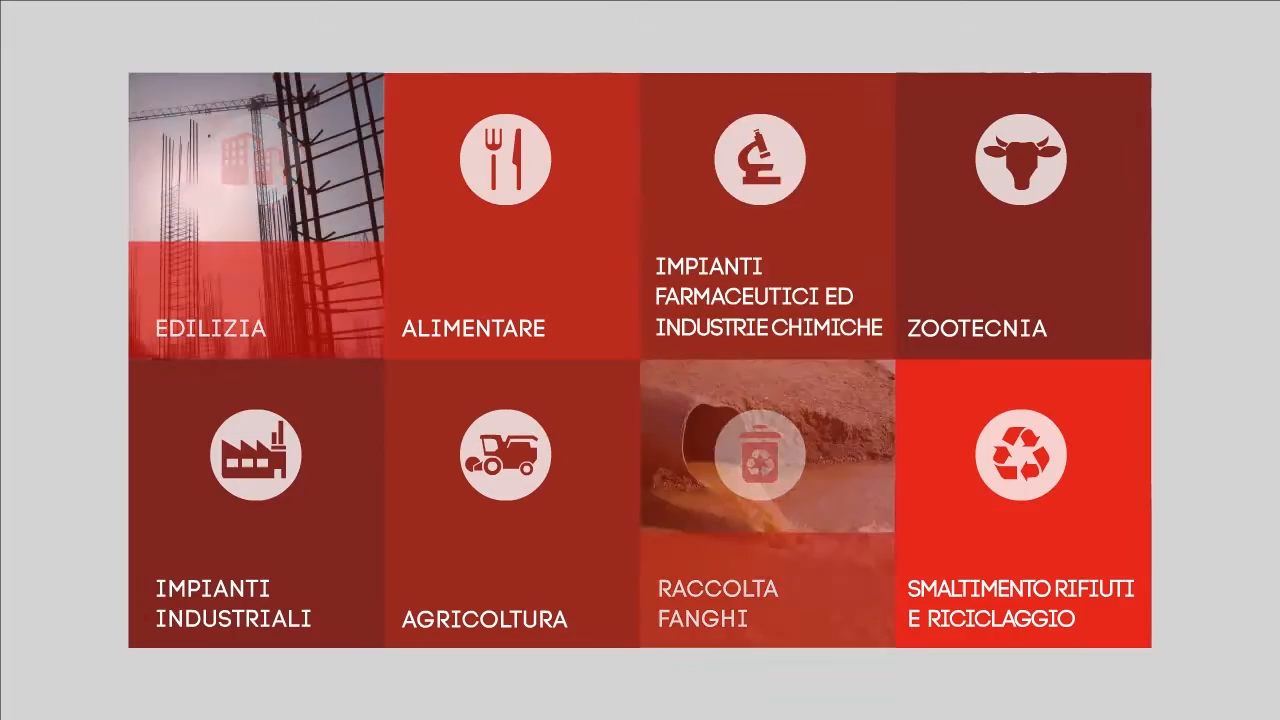 EDILIZIA
ALIMENTARE
IMPIANTI
FARMACEUTICI ED
INDUSTRIE CHIMICHE
ZOOTECNIA
IMPIANTI
INDUSTRIALI
AGRICOLTURA
RACCOLTA
FANGHI
SMALTIMENTO RIFIUTI
E RICICLAGGIO